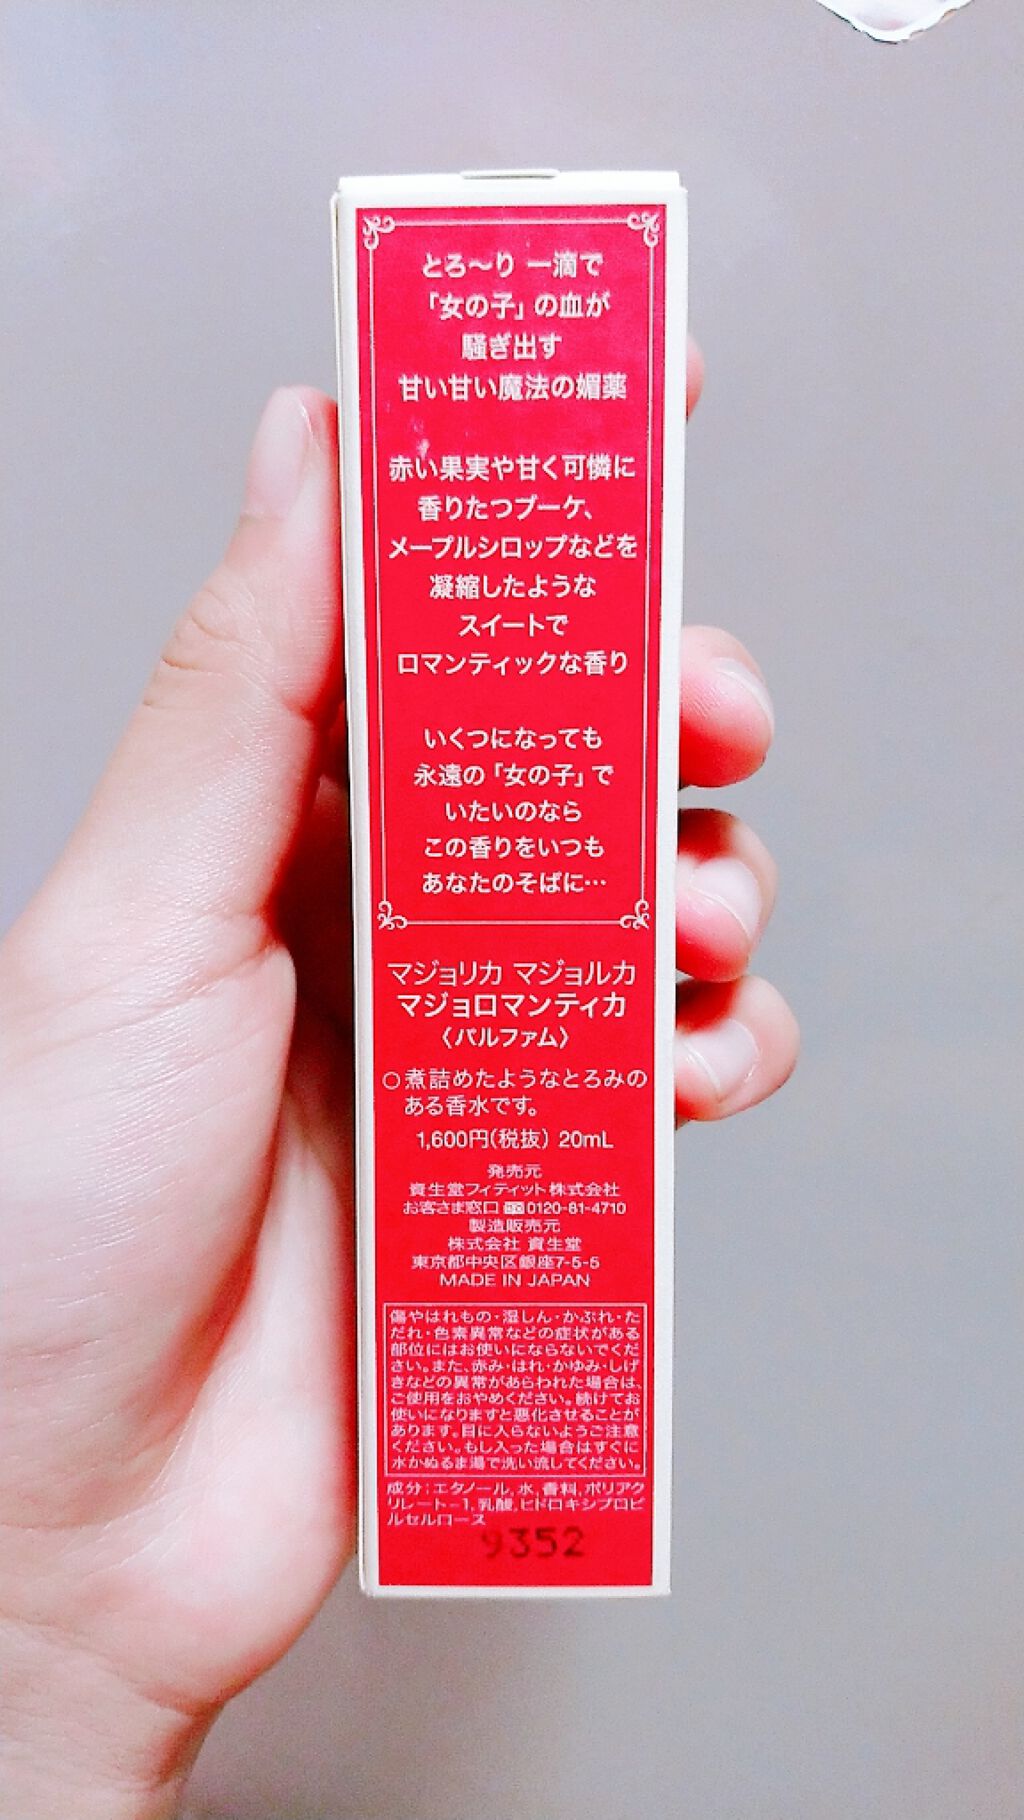 とろ〜り 一滴で
「女の子」の血が
騒ぎ出す
甘い甘い魔法の媚薬
赤い果実や甘く可憐に
香りたつブーケ、
メープルシロップなどを
凝縮したような
スイートで
ロマンティックな香り
いくつになっても
永遠の「女の子」で
いたいのなら
この香りをいつも
あなたのそばに…
マジョリカ マジョルカ
マジョロマンティカ
〈パルファム〉
○煮詰めたようなとろみの
ある香水です。
1,600円(税抜) 20mL
発売元
資生堂フィティット株式会社
お客さま窓口 0120-81-4710
製造販売元
株式会社 資生堂
東京都中央区銀座7-5-5
MADE IN JAPAN
傷やはれもの・湿しん・かぶれ・た
だれ・色素異常などの症状がある
部位にはお使いにならないでくだ
さい。また、赤み・はれ・かゆみ・しげ
きなどの異常があらわれた場合は、
ご使用をおやめください。続けてお
使いになりますと悪化させることが
あります。目に入らないようご注意
ください。もし入った場合はすぐに
水かぬるま湯で洗い流してください。
成分:エタノール,水,香料,ポリアク
リレート-1,乳酸,ヒドロキシプロピ
ルセルロース
9352